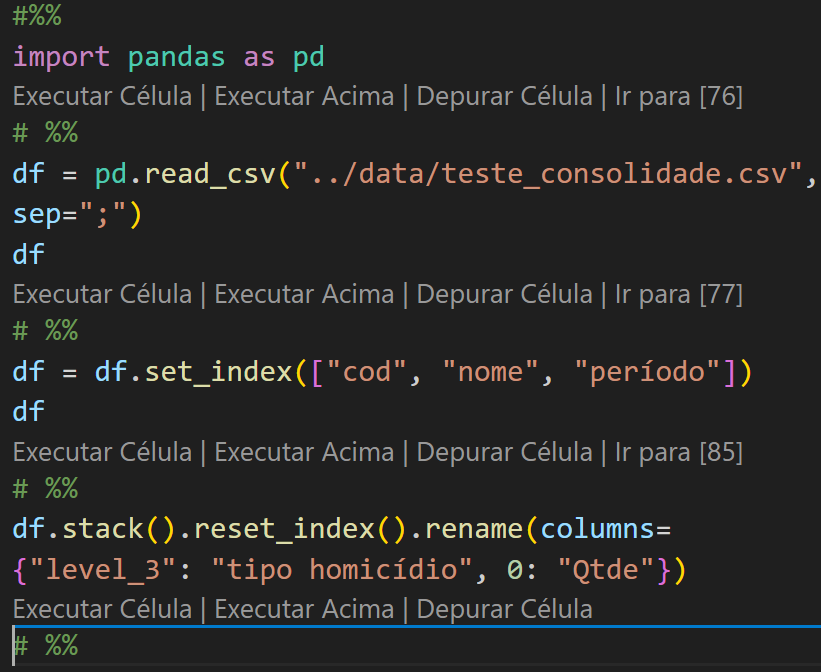 #%%
import pandas as pd
Executar Célula | Executar Acima | Depurar Célula | Ir para [76]
# %%
df = pd.read_csv("../data/teste_consolidade.csv",
sep=";")
df
Executar Célula | Executar Acima | Depurar Célula | Ir para [77]
# %%
df = df.set_index(["cod", "nome", "período"])
df
Executar Célula | Executar Acima | Depurar Célula | Ir para [85]
# %%
df.stack().reset_index().rename(columns=
{"level_3": "tipo homicídio", 0: "Qtde"})
Executar Célula | Executar Acima | Depurar Célula
# %%